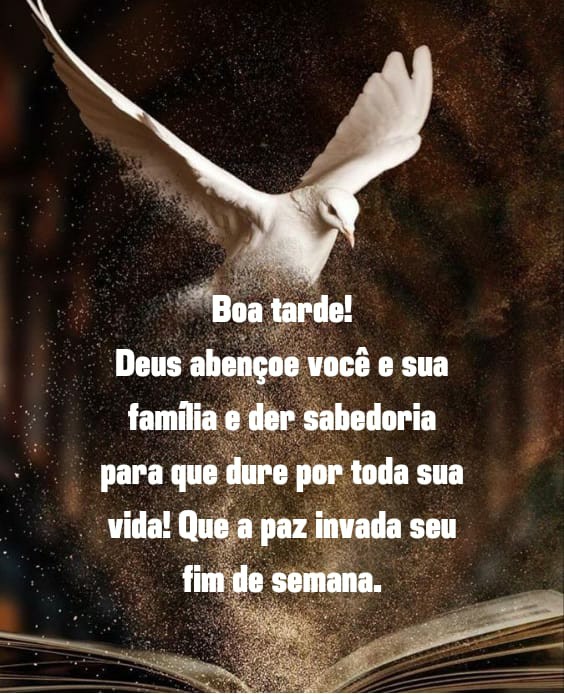 Boa tarde!
Deus abençoe você e sua
família e der sabedoria
para que dure por toda sua
vida! Que a paz invada seu
fim de semana.